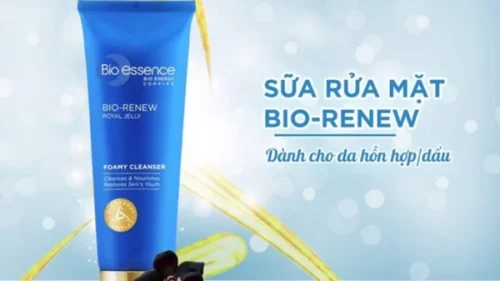 Bio essence
BIO ENERGY
COMPLEX
BIO-RENEW
ROYAL JELLY
FOAMY CLEANSER
Cleanses & Nourishes
Restores Skin's Youth
SỮA RỬA MẶT
BIO-RENEW
Dành cho da hỗn hợp/dấu